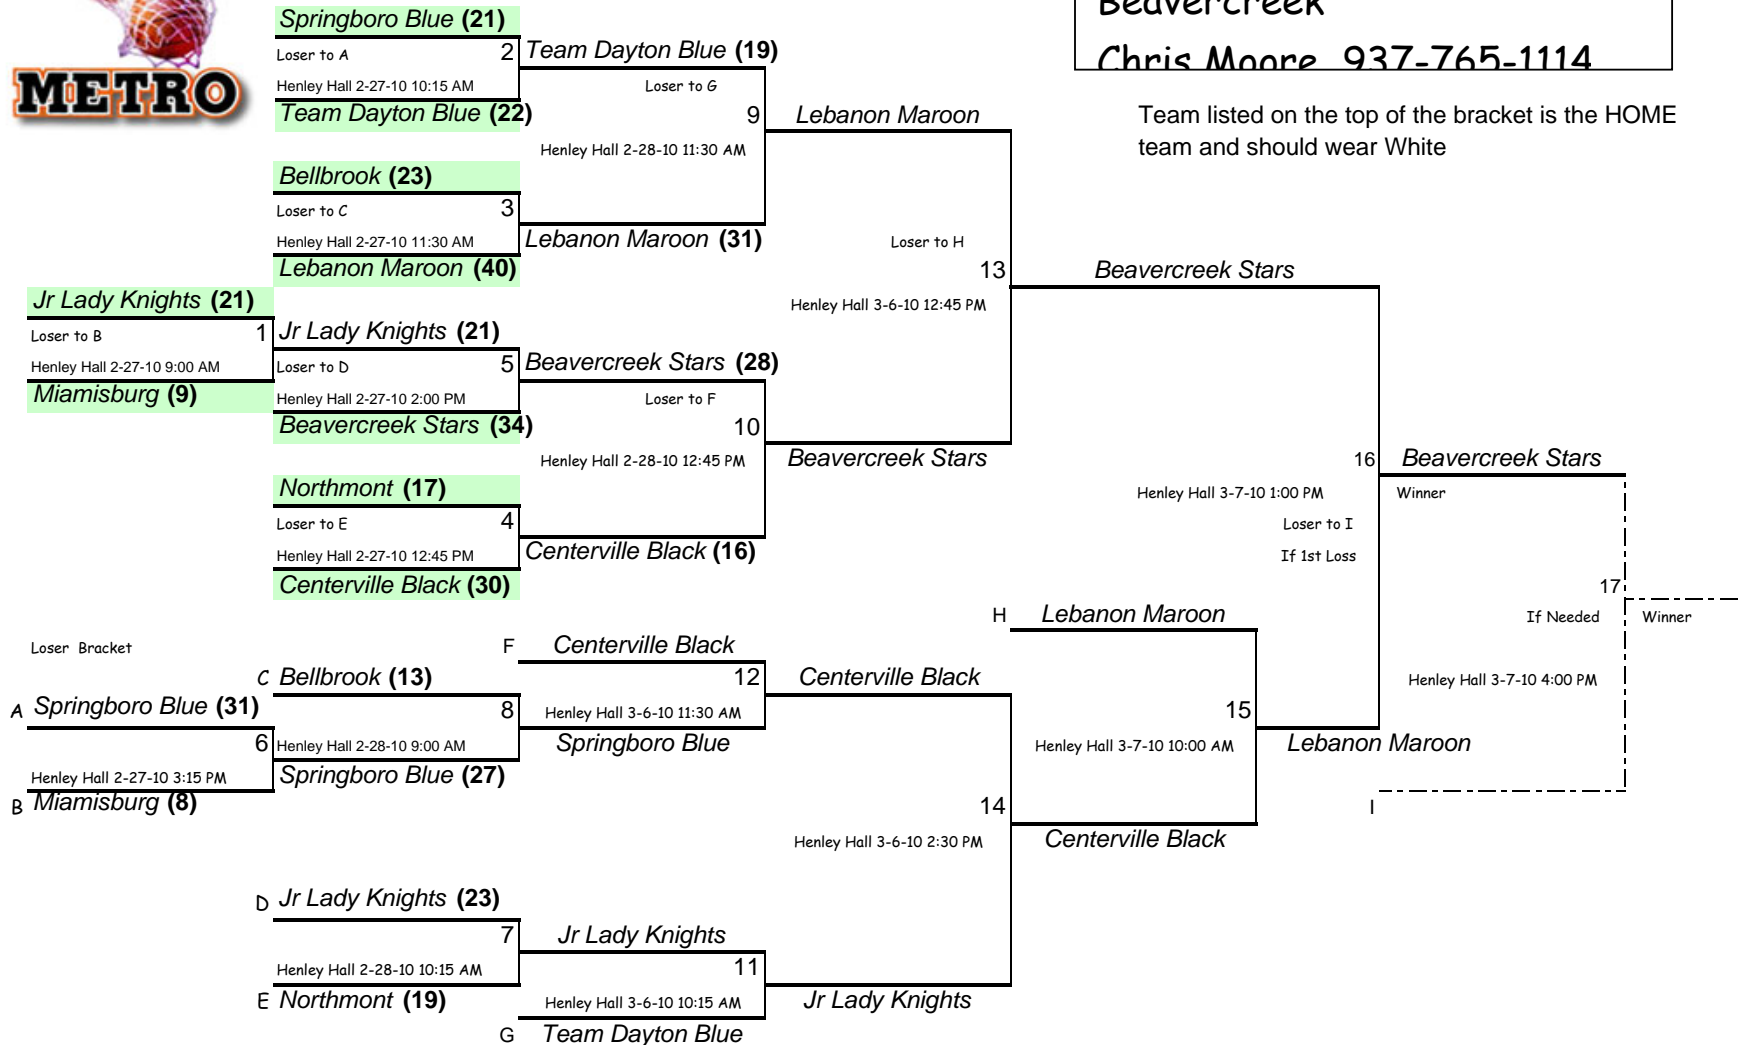 METRO
Beavercreek
Chris Moore 937-765-1114
Team listed on the top of the bracket is the HOME
team and should wear White
Springboro Blue (21)
Loser to A
2
Henley Hall 2-27-10 10:15 AM
Team Dayton Blue (22)
Team Dayton Blue (19)
Loser to G
9
Henley Hall 2-28-10 11:30 AM
Lebanon Maroon
Bellbrook (23)
Loser to C
3
Henley Hall 2-27-10 11:30 AM
Lebanon Maroon (40)
Lebanon Maroon (31)
Loser to H
13
Henley Hall 3-6-10 12:45 PM
Beavercreek Stars
Jr Lady Knights (21)
Loser to B
1
Henley Hall 2-27-10 9:00 AM
Miamisburg (9)
Jr Lady Knights (21)
Loser to D
5
Henley Hall 2-27-10 2:00 PM
Beavercreek Stars (34)
Beavercreek Stars (28)
Loser to F
10
Henley Hall 2-28-10 12:45 PM
Beavercreek Stars
Northmont (17)
Loser to E
4
Henley Hall 2-27-10 12:45 PM
Centerville Black (30)
Centerville Black (16)
16
Henley Hall 3-7-10 1:00 PM
Loser to I
If 1st Loss
Beavercreek Stars
Winner
17
If Needed
Winner
Henley Hall 3-7-10 4:00 PM
I
Loser Bracket
A Springboro Blue (31)
6
Henley Hall 2-27-10 3:15 PM
B Miamisburg (8)
C Bellbrook (13)
8
Henley Hall 2-28-10 9:00 AM
Springboro Blue (27)
F Centerville Black
12
Henley Hall 3-6-10 11:30 AM
Springboro Blue
Centerville Black
H Lebanon Maroon
15
Henley Hall 3-7-10 10:00 AM
Lebanon Maroon
14
Henley Hall 3-6-10 2:30 PM
Centerville Black
D Jr Lady Knights (23)
7
Henley Hall 2-28-10 10:15 AM
E Northmont (19)
Jr Lady Knights
11
Henley Hall 3-6-10 10:15 AM
G Team Dayton Blue
Jr Lady Knights